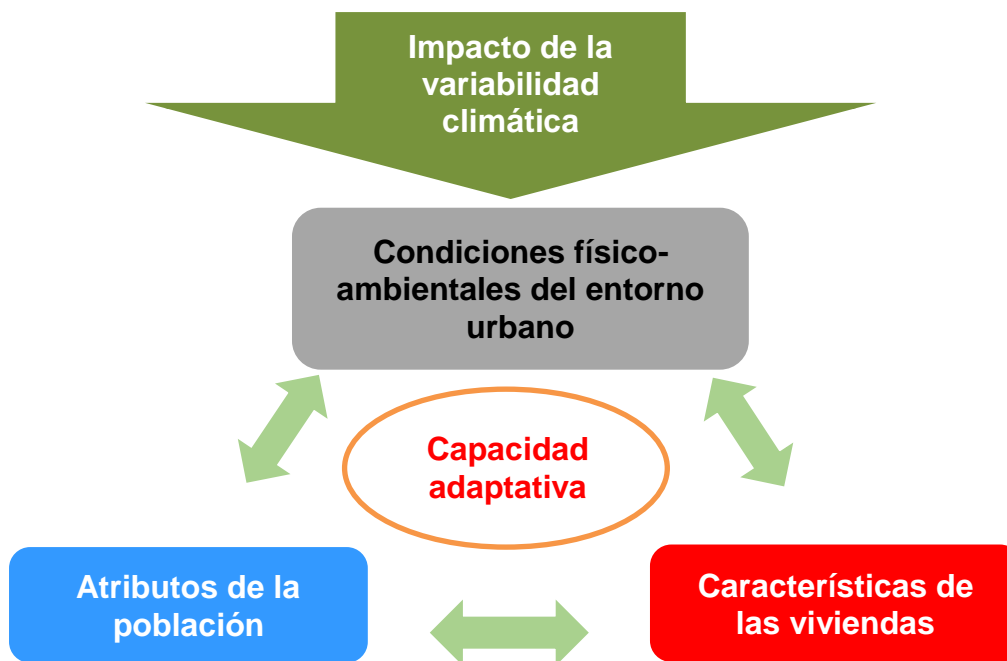 Impacto de la
variabilidad
climática
Condiciones físico-
ambientales del entorno
urbano
Capacidad
adaptativa
Atributos de la
población
Características de
las viviendas